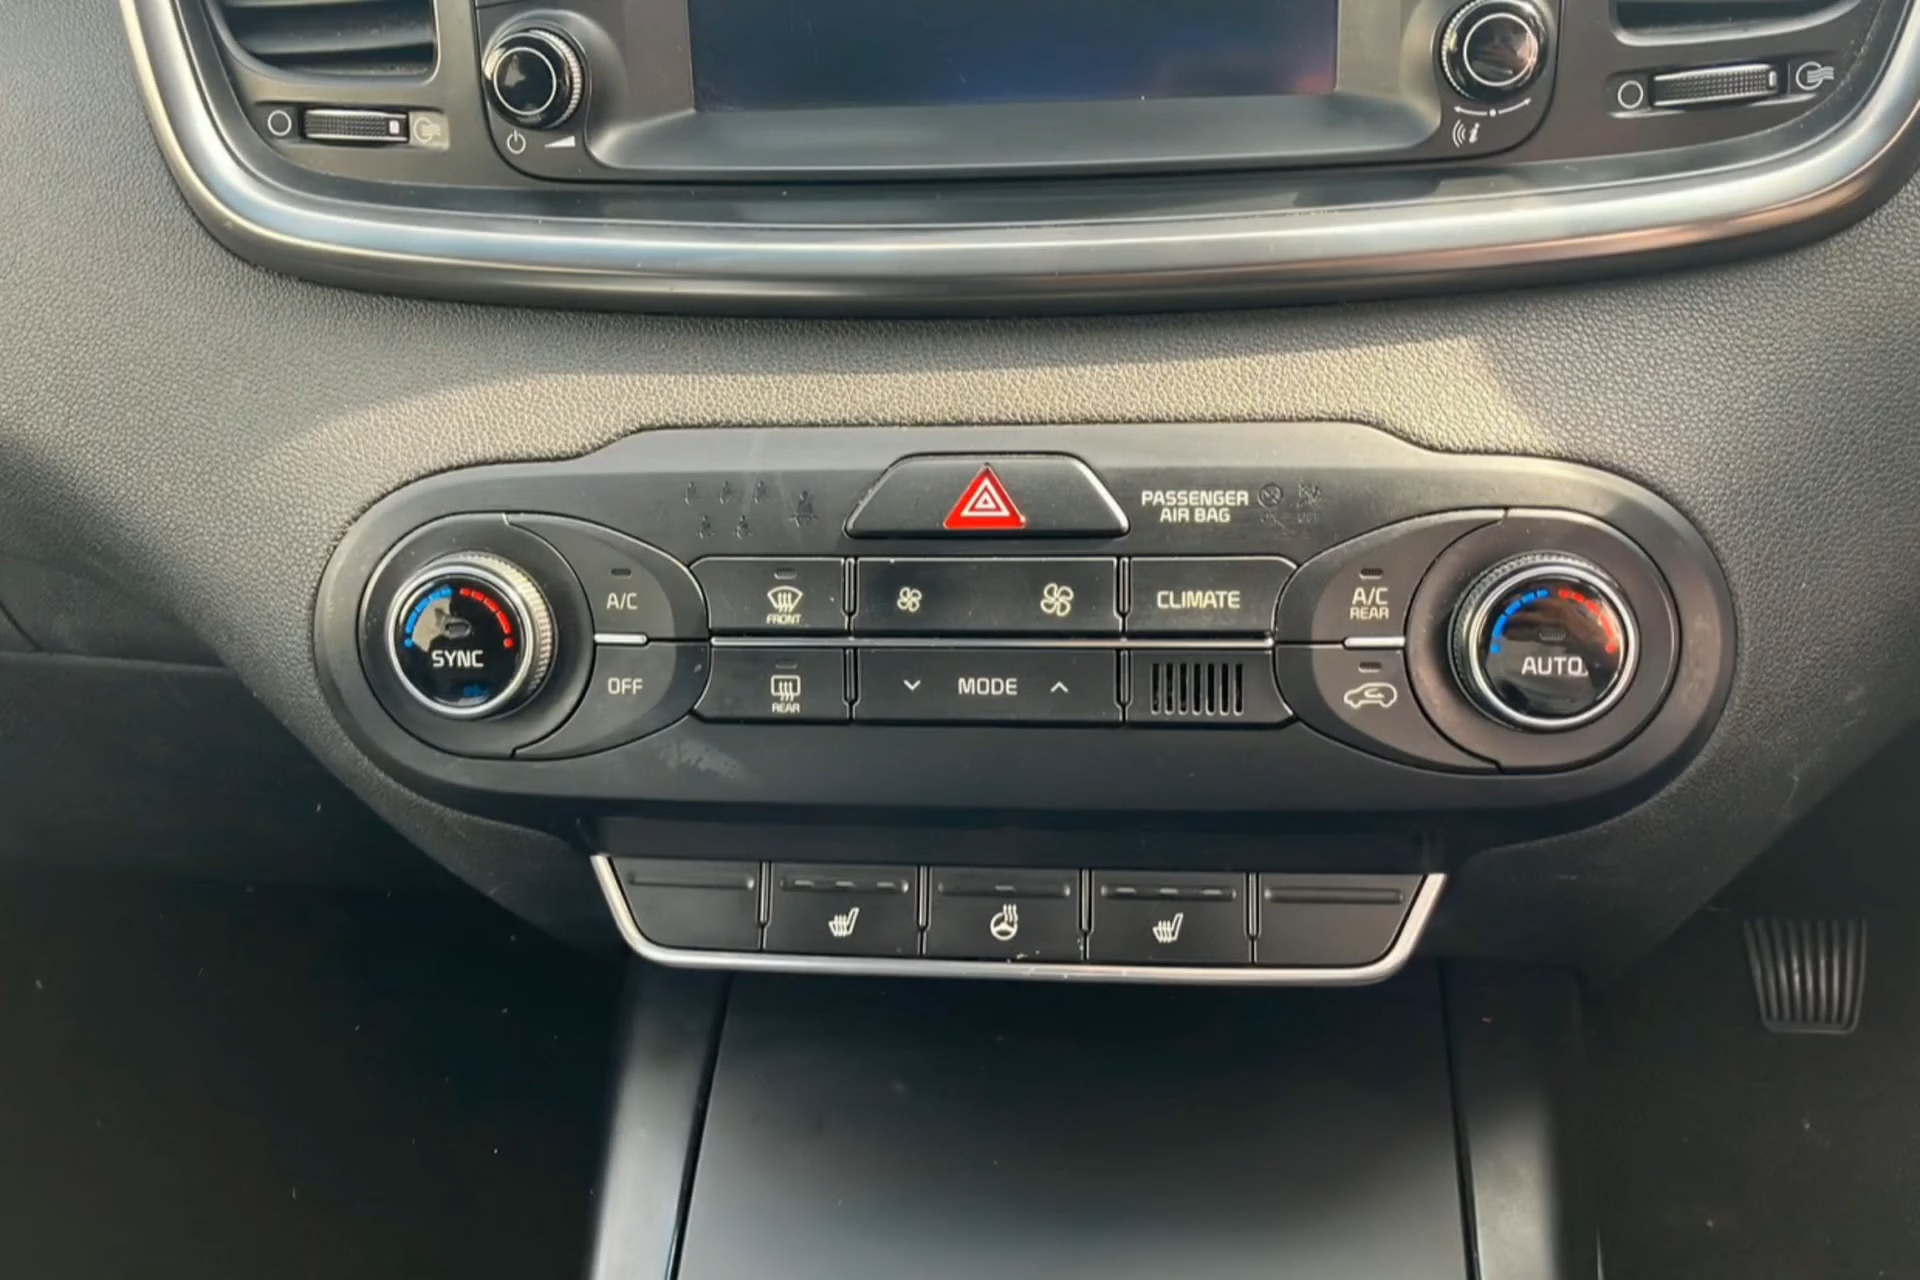 PASSENGER
AIR BAG
A/C
FRONT
CLIMATE
A/C
REAR
SYNC
AUTO
OFF
REAR
MODE